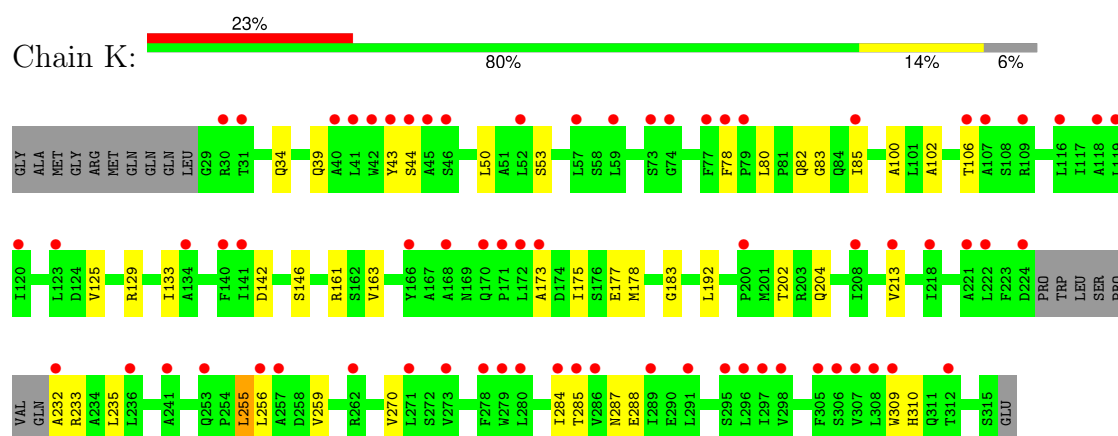 23%
Chain K:
80% 14% 6%
GLY ALA MET GLY ARG MET GLN GLN GLN LEU G29 R30 T31 Q34 Q39 A40 L41 W42 Y43 S44 A45 S46 L50 A51 L52 S53 L57 S58 L59 S73 G74 F77 F78 P79 L80 P81 Q82 G83 Q84 I85 A100 L101 A102 T106 A107 S108 R109 L116 I117 A118 L119
I120 L123 D124 V125 R129 I133 A134 F140 I141 D142 S146 R161 S162 V163 Y166 A167 A168 N169 Q170 P171 L172 A173 D174 I175 S176 E177 M178 G183 L192 P200 M201 T202 R203 Q204 I208 V213 I218 A221 L222 F223 D224 PRO TRP LEU SER PRO
VAL GLN A232 R233 A234 L235 L236 A241 Q253 P254 L255 L256 A257 D258 V259 R262 V270 L271 S272 V273 F278 W279 L280 I284 T285 V286 N287 E288 I289 E290 L291 S295 L296 I297 V298 F305 S306 V307 L308 W309 H310 Q311 T312 S315 GLU